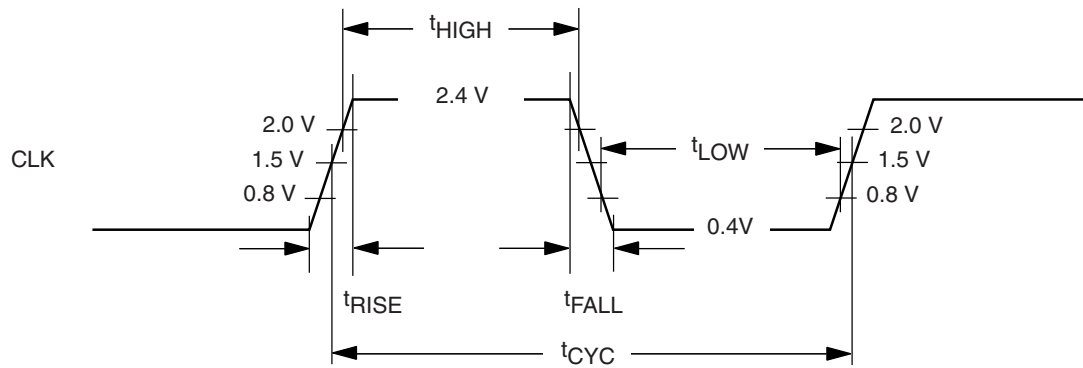 tHIGH
2.4 V
2.0 V
2.0 V
CLK
1.5 V
tLOW
1.5 V
0.8 V
0.8 V
0.4V
tRISE
tFALL
tCYC